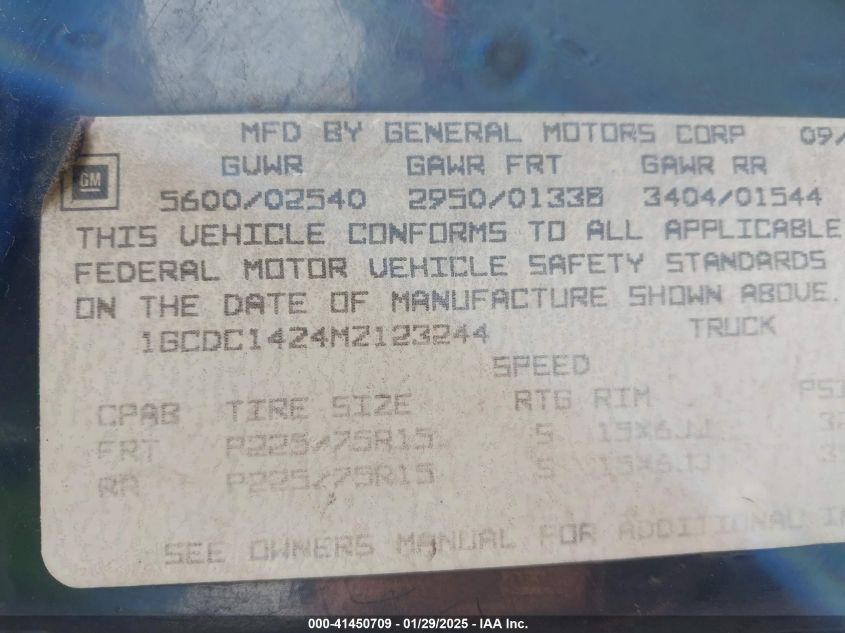 MFD BY GENERAL MOTORS CORP 09/
GVWR GAWR FRT GAWR RR
GM
5600/02540 2950/01338 3404/01544
THIS VEHICLE CONFORMS TO ALL APPLICABLE
FEDERAL MOTOR VEHICLE SAFETY STANDARDS
ON THE DATE OF MANUFACTURE SHOWN ABOVE.
1GCDC14Z4MZ123244 TRUCK
SPEED
CPAB TIRE SIZE RTG RIM PSI
FRT P225/75R15 S 15X6JJ
RR P225/75R15 S 15X6JJ
SEE OWNERS MANUAL FOR ADDITIONAL
000-41450709 - 01/29/2025 - IAA Inc.